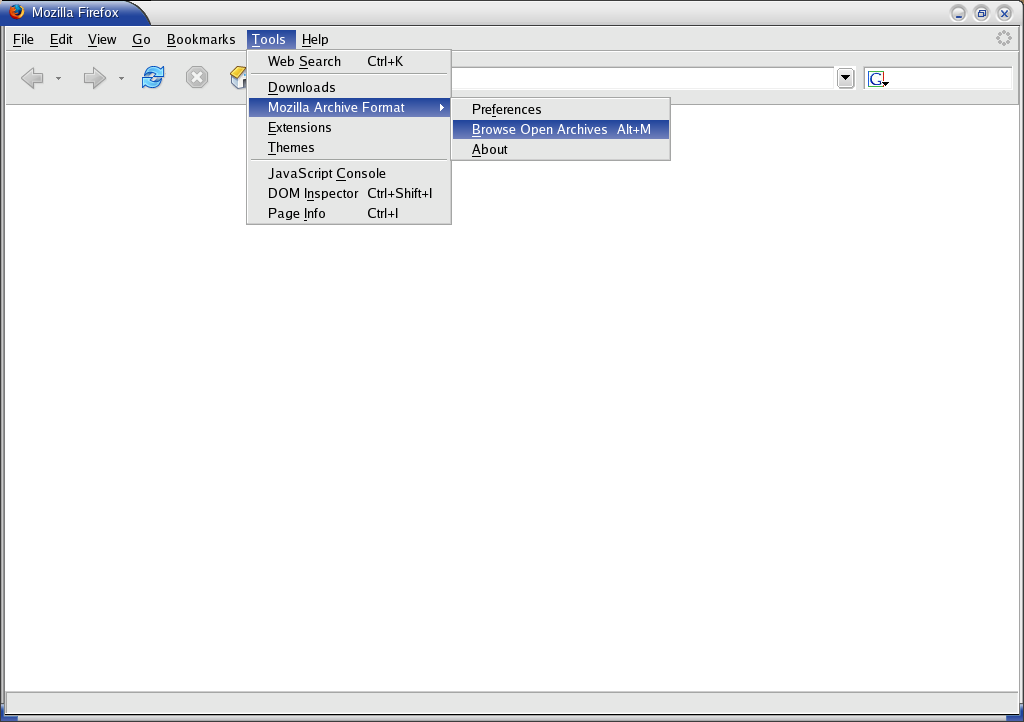 Mozilla Firefox
File Edit View Go Bookmarks Tools Help
Web Search Ctrl+K
Downloads
Mozilla Archive Format
Extensions
Themes
JavaScript Console
DOM Inspector Ctrl+Shift+I
Page Info Ctrl+I
Preferences
Browse Open Archives Alt+M
About
G